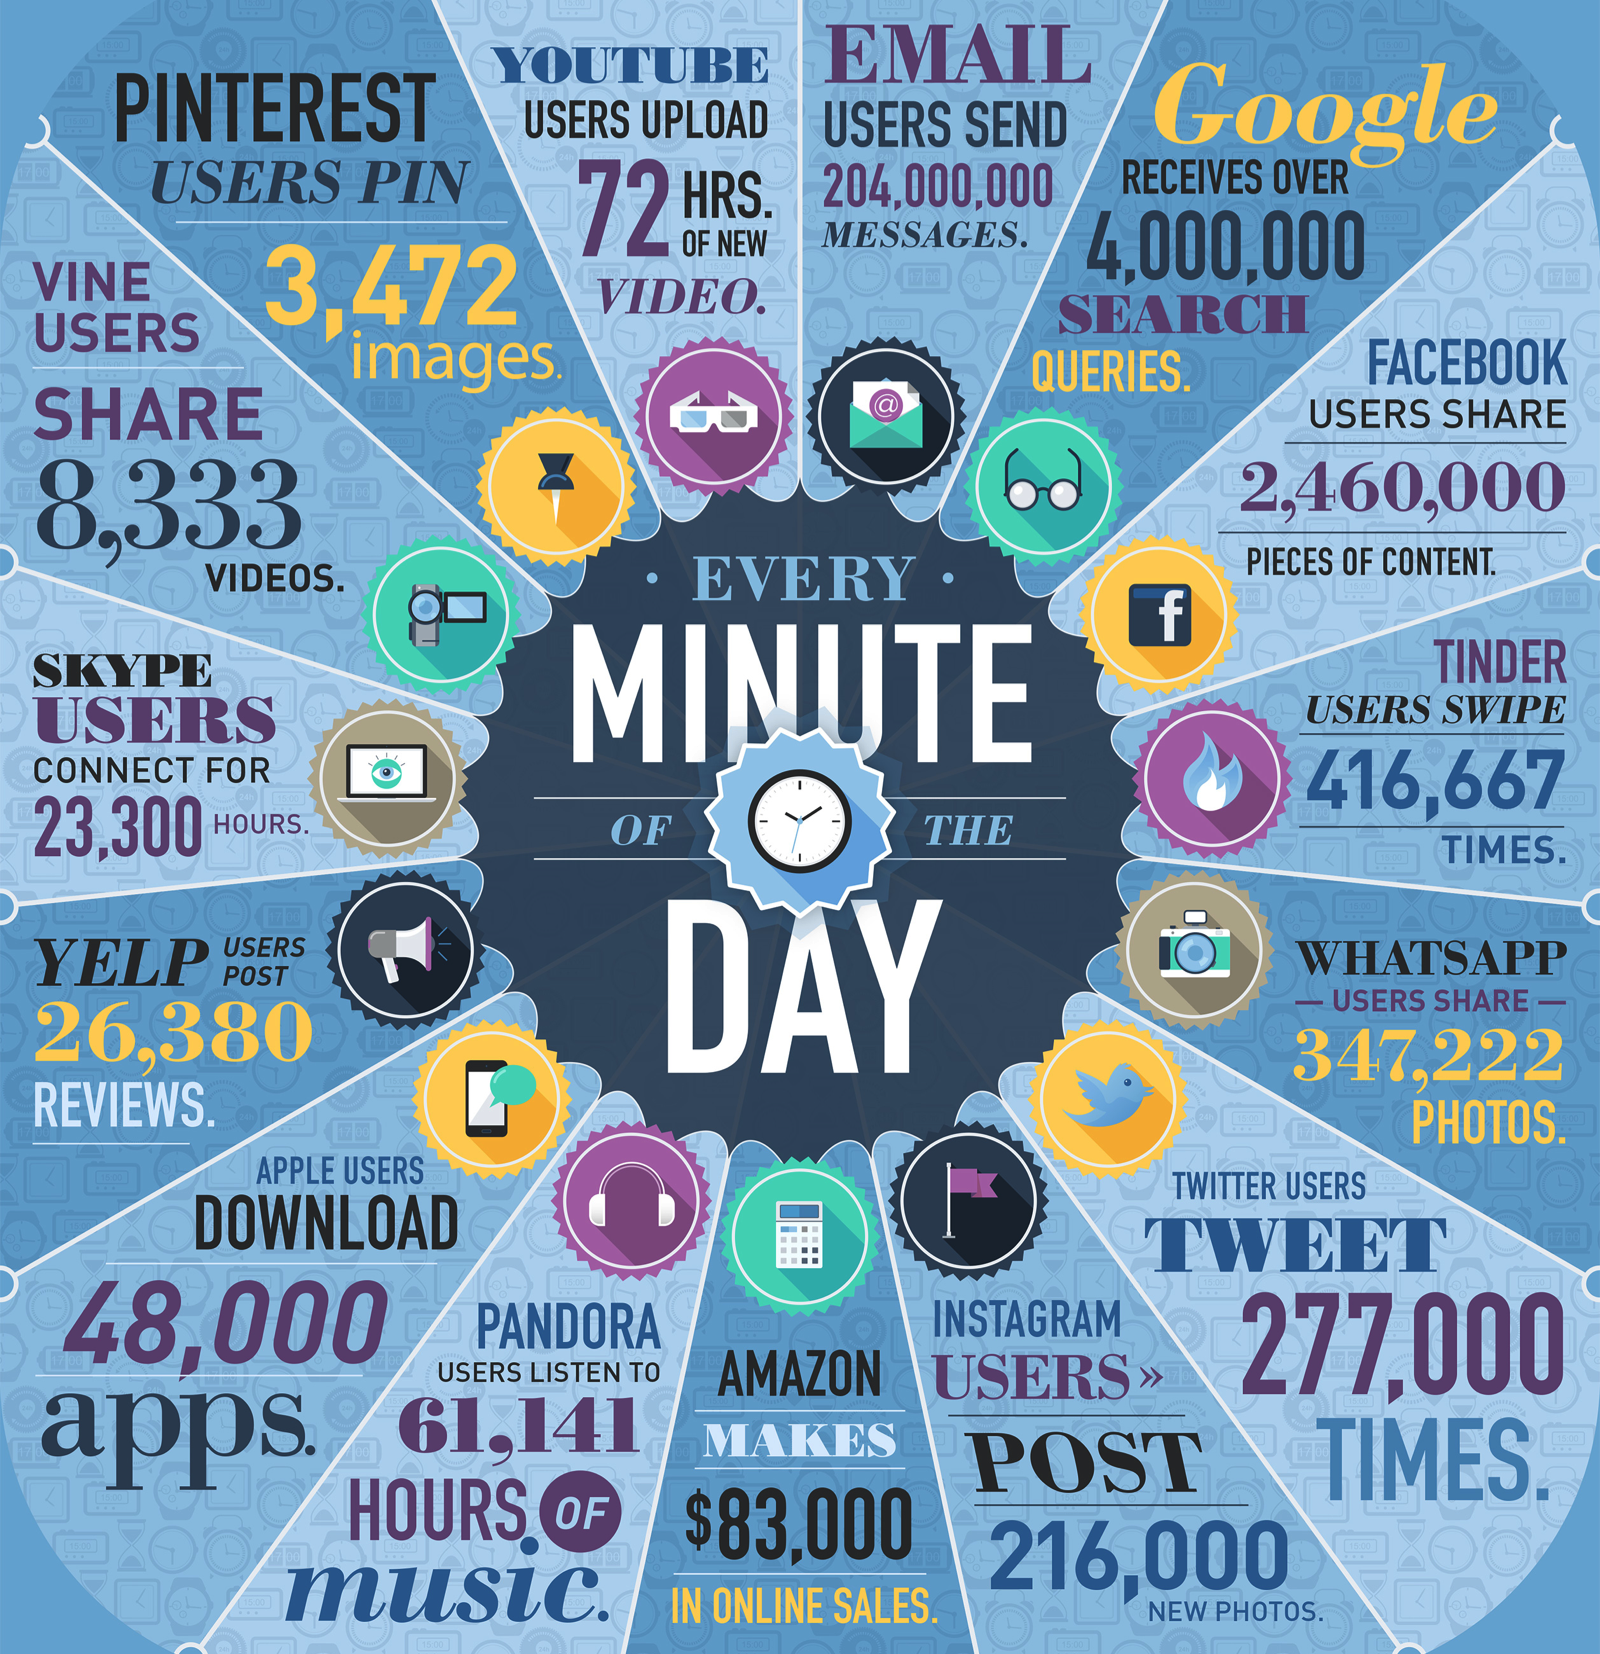 EVERY
MINUTE
OF THE
DAY
PINTEREST
USERS PIN
3,472
images.
YOUTUBE
USERS UPLOAD
72 HRS.
OF NEW
VIDEO.
EMAIL
USERS SEND
204,000,000
MESSAGES.
@
Google
RECEIVES OVER
4,000,000
SEARCH
QUERIES.
FACEBOOK
USERS SHARE
2,460,000
PIECES OF CONTENT.
f
TINDER
USERS SWIPE
416,667
TIMES.
WHATSAPP
— USERS SHARE —
347,222
PHOTOS.
TWITTER USERS
TWEET
277,000
TIMES.
INSTAGRAM
USERS »
POST
216,000
NEW PHOTOS.
AMAZON
MAKES
$83,000
IN ONLINE SALES.
PANDORA
USERS LISTEN TO
61,141
HOURS OF
music.
APPLE USERS
DOWNLOAD
48,000
apps.
YELP USERS
POST
26,380
REVIEWS.
SKYPE
USERS
CONNECT FOR
23,300 HOURS.
VINE
USERS
SHARE
8,333
VIDEOS.